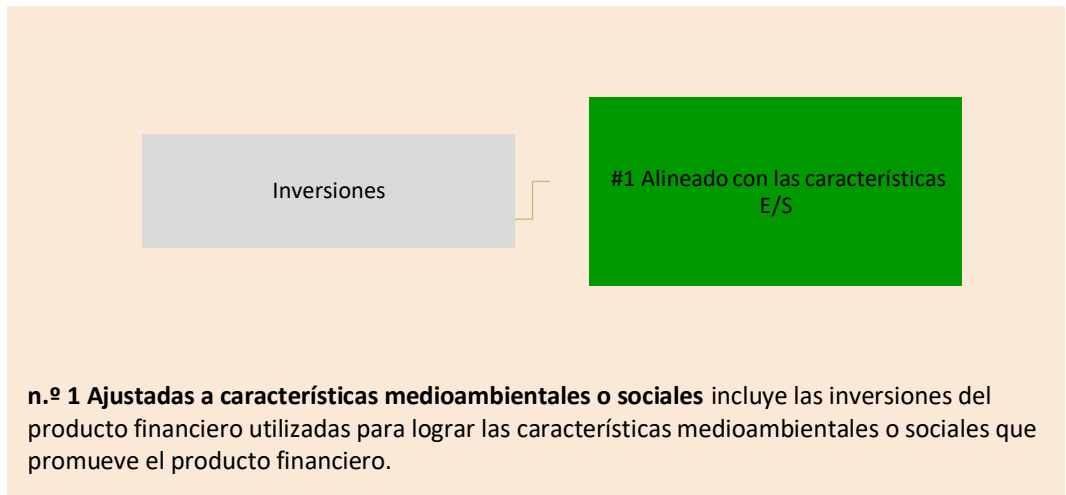 Inversiones
#1 Alineado con las características
E/S
n.º 1 Ajustadas a características medioambientales o sociales incluye las inversiones del
producto financiero utilizadas para lograr las características medioambientales o sociales que
promueve el producto financiero.